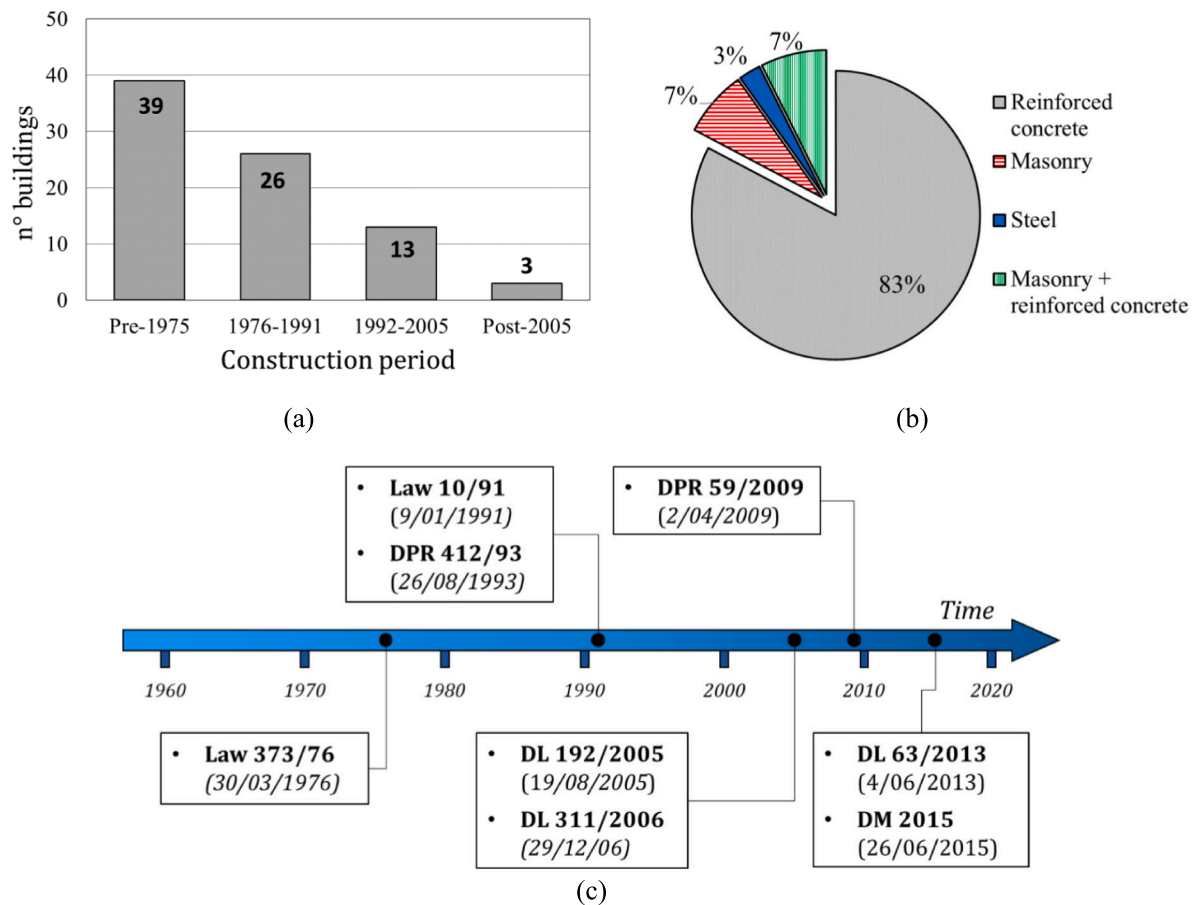 50
40
30
20
10
0
n° buildings
39
26
13
3
Pre-1975
1976-1991
1992-2005
Post-2005
Construction period
(a)
7%
3%
7%
83%
Reinforced
concrete
Masonry
Steel
Masonry +
reinforced concrete
(b)
• Law 10/91
(9/01/1991)
• DPR 412/93
(26/08/1993)
• DPR 59/2009
(2/04/2009)
Time
1960
1970
1980
1990
2000
2010
2020
• Law 373/76
(30/03/1976)
• DL 192/2005
(19/08/2005)
• DL 311/2006
(29/12/06)
• DL 63/2013
(4/06/2013)
• DM 2015
(26/06/2015)
(c)